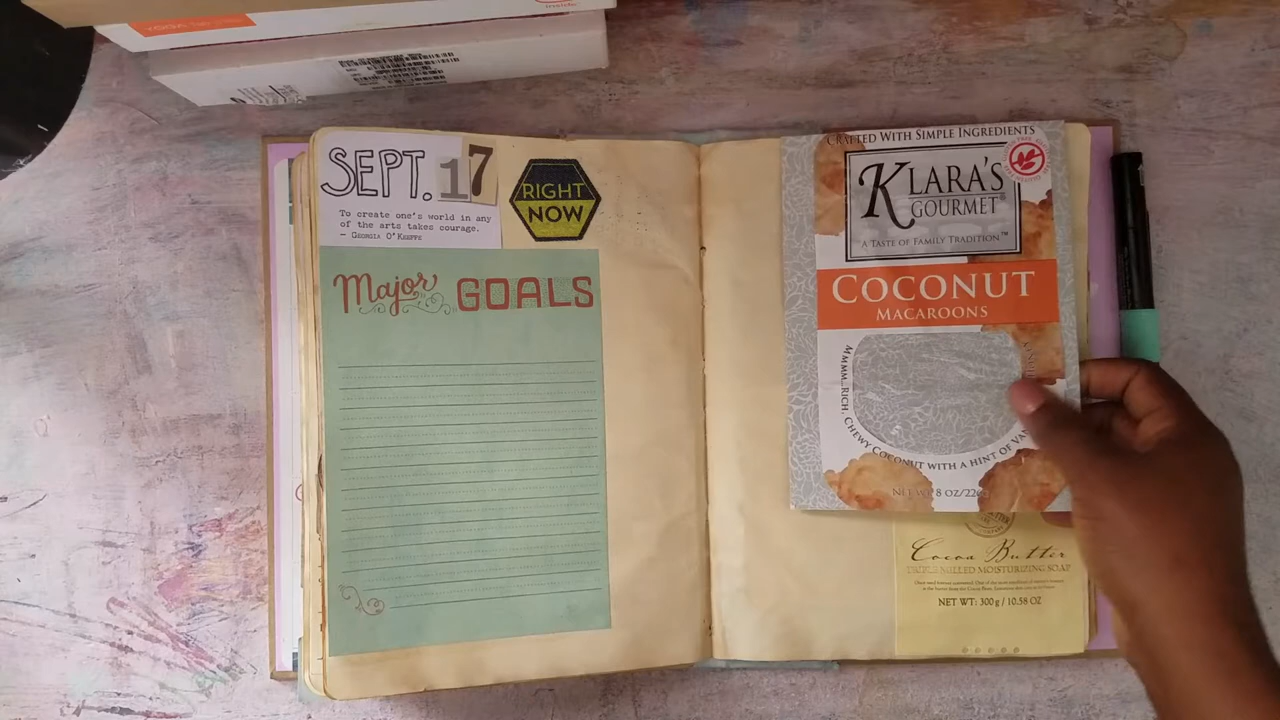 SEPT. 17
To create one's world in any
of the arts takes courage.
— GEORGIA O'KEEFFE
RIGHT
NOW
Major GOALS
CRAFTED WITH SIMPLE INGREDIENTS
KLARA'S
GOURMET
A TASTE OF FAMILY TRADITION™
COCONUT
MACAROONS
MMMM...RICH, CHEWY COCONUT WITH A HINT OF
NET WT 8 OZ/
Cocoa Butter
TRIPLE MILLED MOISTURIZING SOAP
NET WT: 300 g / 10.58 OZ